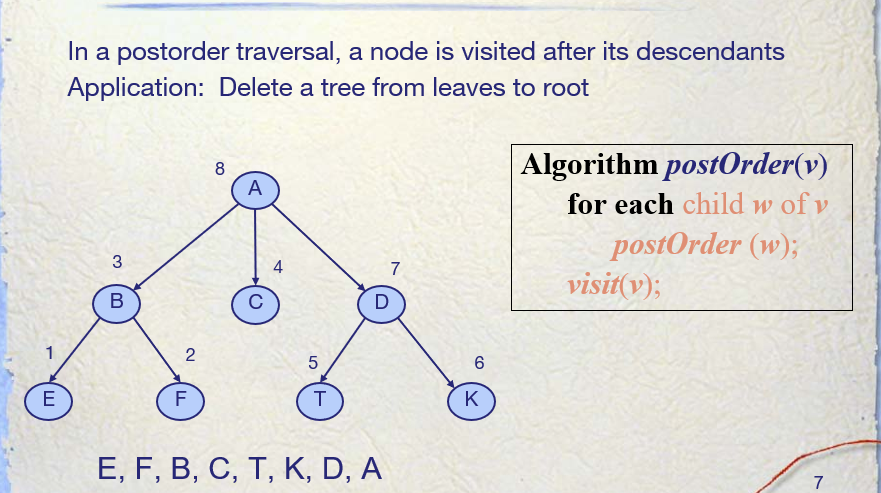 In a postorder traversal, a node is visited after its descendants
Application: Delete a tree from leaves to root
Algorithm postOrder(v)
for each child w of v
postOrder (w);
visit(v);
8
A
3
4
7
B
C
D
1
2
5
6
E
F
T
K
E, F, B, C, T, K, D, A
7